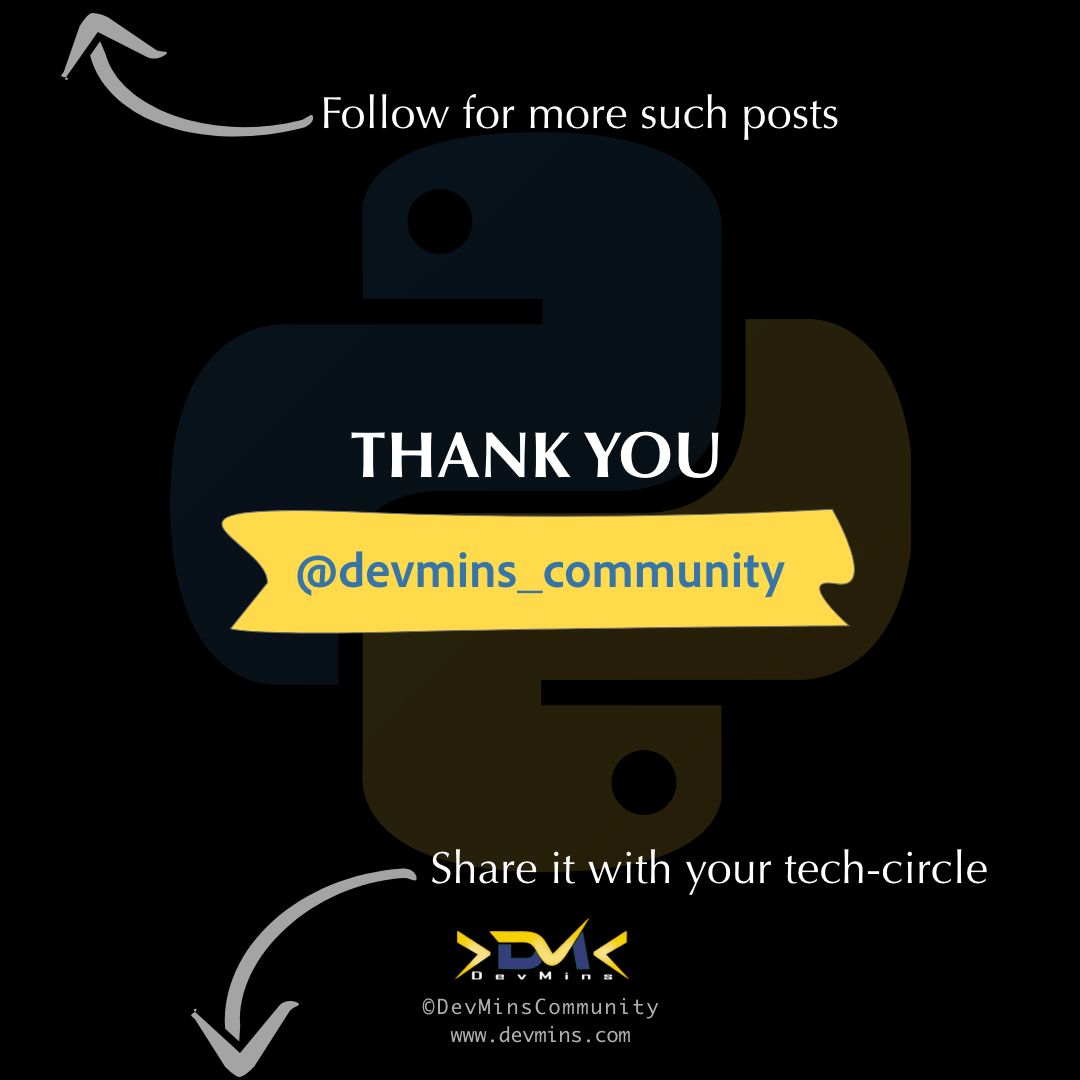 Follow for more such posts
THANK YOU
@devmins_community
Share it with your tech-circle
DM
DevMins
©DevMinsCommunity
www.devmins.com